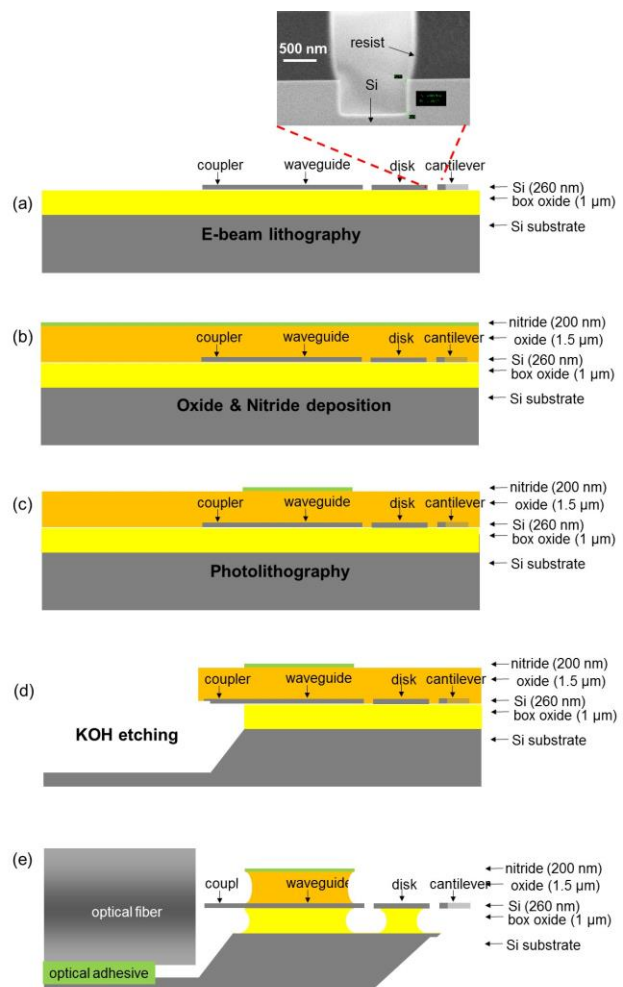 500 nm
resist
Si
coupler waveguide disk cantilever
Si (260 nm)
box oxide (1 µm)
(a)
E-beam lithography
Si substrate
(b)
nitride (200 nm)
coupler waveguide disk cantilever
oxide (1.5 µm)
Si (260 nm)
box oxide (1 µm)
Oxide & Nitride deposition
Si substrate
(c)
nitride (200 nm)
coupler waveguide disk cantilever
oxide (1.5 µm)
Si (260 nm)
box oxide (1 µm)
Photolithography
Si substrate
(d)
nitride (200 nm)
coupler waveguide disk cantilever
oxide (1.5 µm)
Si (260 nm)
box oxide (1 µm)
KOH etching
Si substrate
(e)
nitride (200 nm)
coupl waveguide disk cantilever
oxide (1.5 µm)
optical fiber
Si (260 nm)
box oxide (1 µm)
Si substrate
optical adhesive